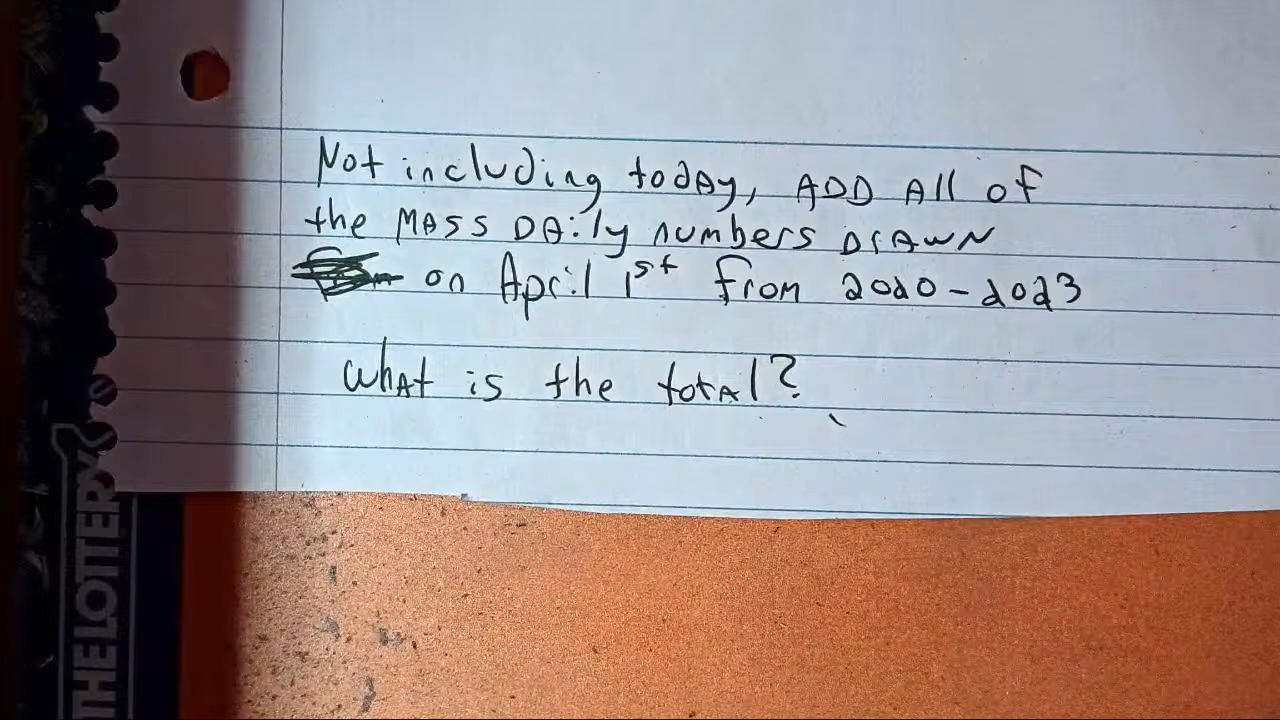 Not including today, ADD All of
the MASS DAily numbers DrAWN
on April 1st from 2020-2023
WhAt is the totAl?
THE LOTTERY